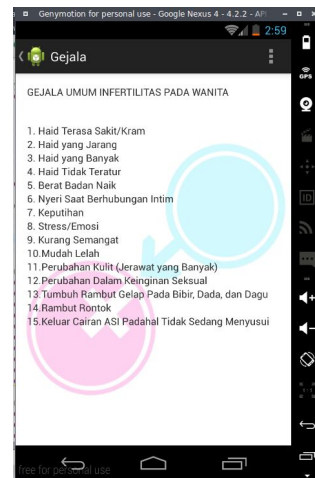 Genymotion for personal use - Google Nexus 4 - 4.2.2 - API
2:59
Gejala
GEJALA UMUM INFERTILITAS PADA WANITA
1. Haid Terasa Sakit/Kram
2. Haid yang Jarang
3. Haid yang Banyak
4. Haid Tidak Teratur
5. Berat Badan Naik
6. Nyeri Saat Berhubungan Intim
7. Keputihan
8. Stress/Emosi
9. Kurang Semangat
10.Mudah Lelah
11.Perubahan Kulit (Jerawat yang Banyak)
12.Perubahan Dalam Keinginan Seksual
13.Tumbuh Rambut Gelap Pada Bibir, Dada, dan Dagu
14.Rambut Rontok
15.Keluar Cairan ASI Padahal Tidak Sedang Menyusui
free for personal use
GPS
ID
1:1